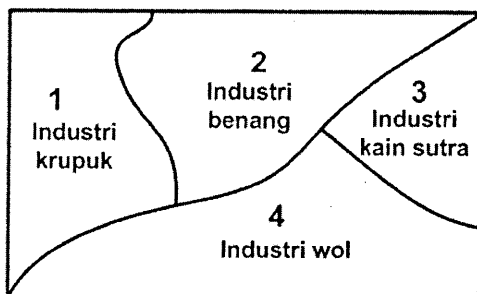 1
Industri
krupuk
2
Industri
benang
3
Industri
kain sutra
4
Industri wol